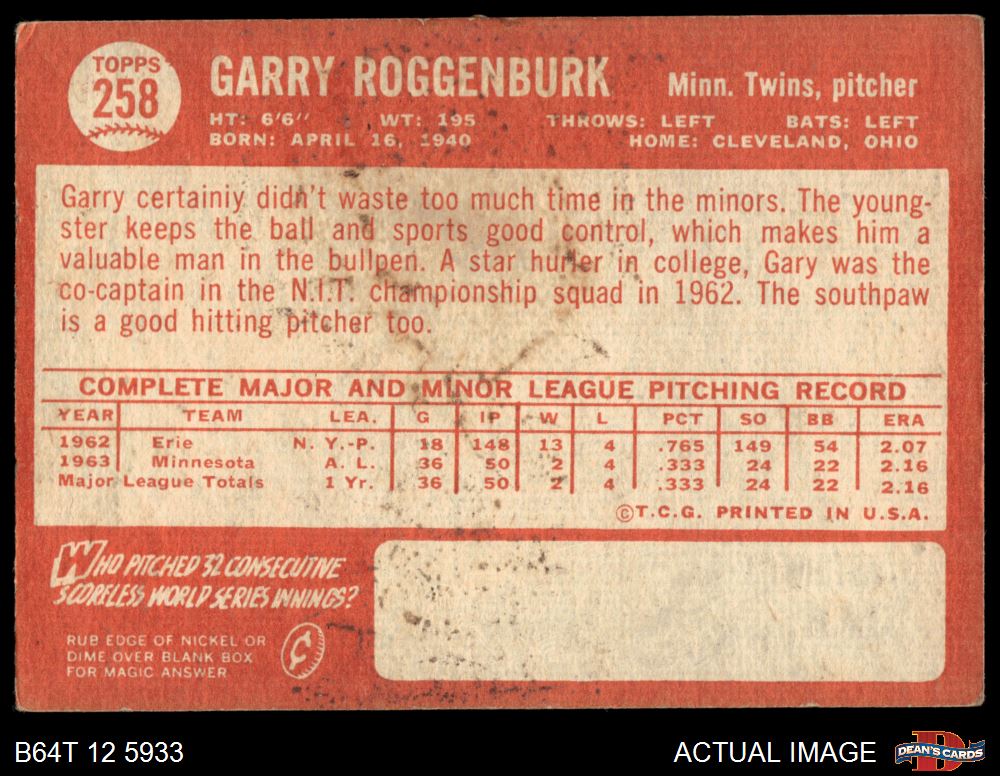 TOPPS
258
GARRY ROGGENBURK
Minn. Twins, pitcher
HT: 6'6" WT: 195 THROWS: LEFT BATS: LEFT
BORN: APRIL 16, 1940 HOME: CLEVELAND, OHIO
Garry certainiy didn't waste too much time in the minors. The young-
ster keeps the ball and sports good control, which makes him a
valuable man in the bullpen. A star hurler in college, Gary was the
co-captain in the N.I.T. championship squad in 1962. The southpaw
is a good hitting pitcher too.
COMPLETE MAJOR AND MINOR LEAGUE PITCHING RECORD
YEAR TEAM LEA. G IP W L PCT SO BB ERA
1962 Erie N. Y.-P. 18 148 13 4 .765 149 54 2.07
1963 Minnesota A. L. 36 50 2 4 .333 24 22 2.16
Major League Totals 1 Yr. 36 50 2 4 .333 24 22 2.16
©T.C.G. PRINTED IN U.S.A.
WHO PITCHED 32 CONSECUTIVE
SCORELESS WORLD SERIES INNINGS?
RUB EDGE OF NICKEL OR
DIME OVER BLANK BOX
FOR MAGIC ANSWER
¢
B64T 12 5933
ACTUAL IMAGE
DEAN'S CARDS